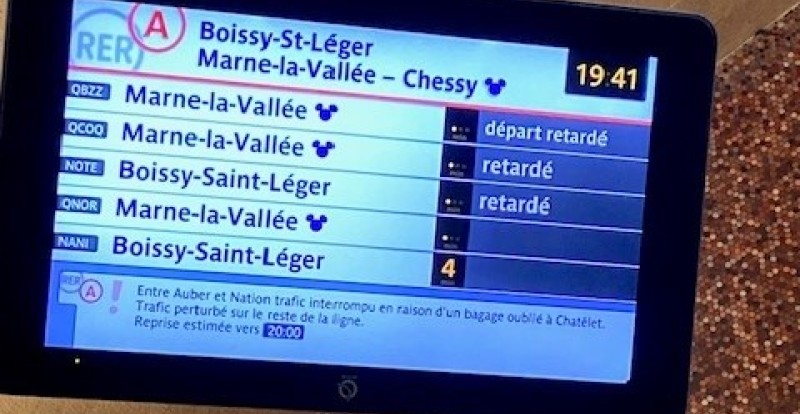 RER A
Boissy-St-Léger
Marne-la-Vallée – Chessy
19:41
QBZZ Marne-la-Vallée départ retardé
QCOQ Marne-la-Vallée retardé
NOTE Boissy-Saint-Léger retardé
QNOR Marne-la-Vallée
NANI Boissy-Saint-Léger 4
RER A ! Entre Auber et Nation trafic interrompu en raison d'un bagage oublié à Chatêlet.
Trafic perturbé sur le reste de la ligne.
Reprise estimée vers 20:00